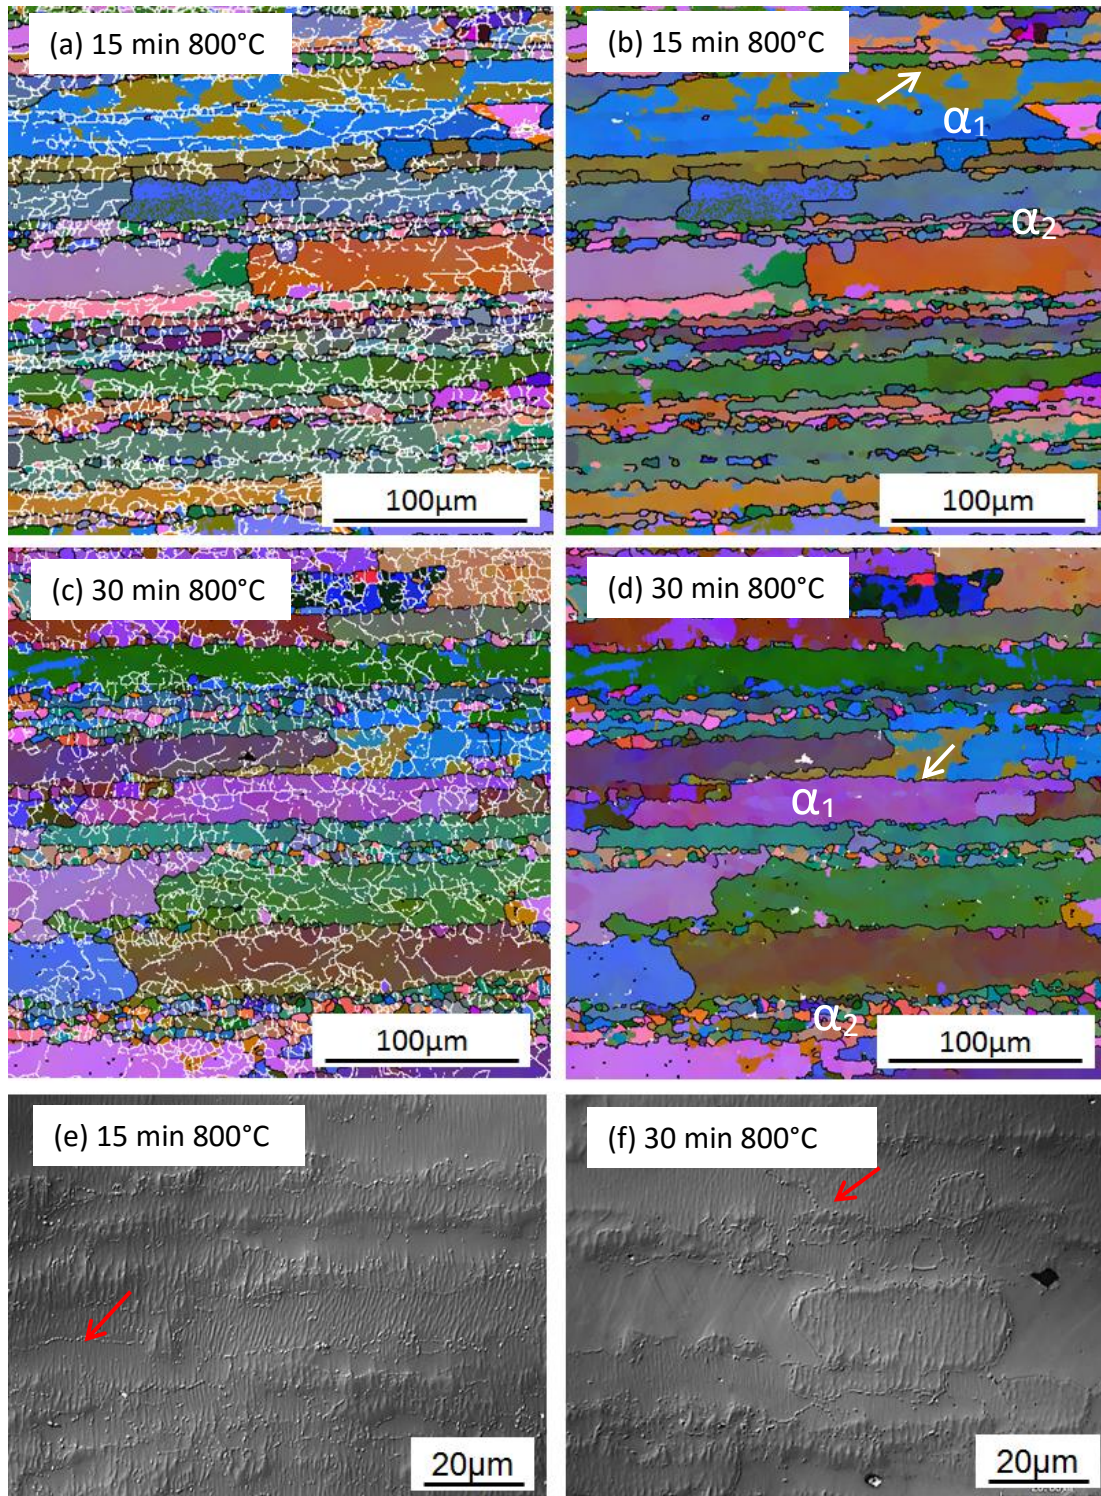 (a) 15 min 800°C
(b) 15 min 800°C
α₁
α₂
100µm
100µm
(c) 30 min 800°C
(d) 30 min 800°C
α₁
α₂
100µm
100µm
(e) 15 min 800°C
(f) 30 min 800°C
20µm
20µm